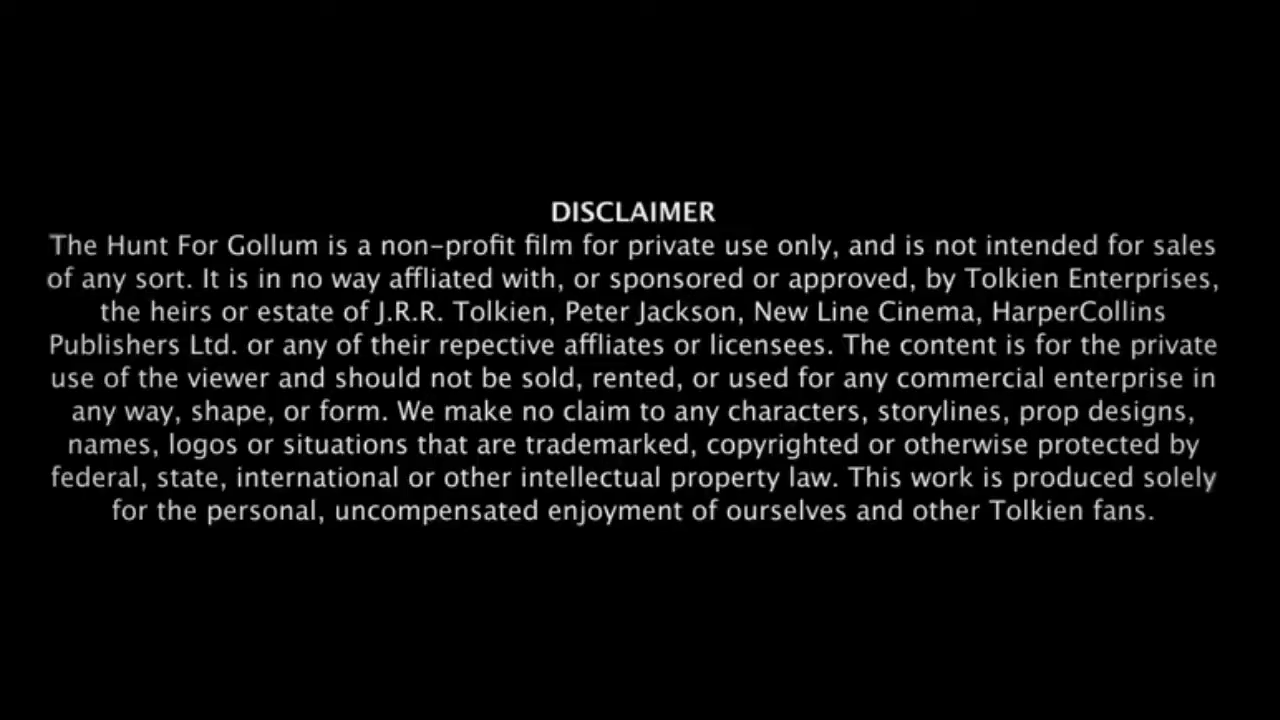 DISCLAIMER
The Hunt For Gollum is a non-profit film for private use only, and is not intended for sales
of any sort. It is in no way affliated with, or sponsored or approved, by Tolkien Enterprises,
the heirs or estate of J.R.R. Tolkien, Peter Jackson, New Line Cinema, HarperCollins
Publishers Ltd. or any of their repective affliates or licensees. The content is for the private
use of the viewer and should not be sold, rented, or used for any commercial enterprise in
any way, shape, or form. We make no claim to any characters, storylines, prop designs,
names, logos or situations that are trademarked, copyrighted or otherwise protected by
federal, state, international or other intellectual property law. This work is produced solely
for the personal, uncompensated enjoyment of ourselves and other Tolkien fans.